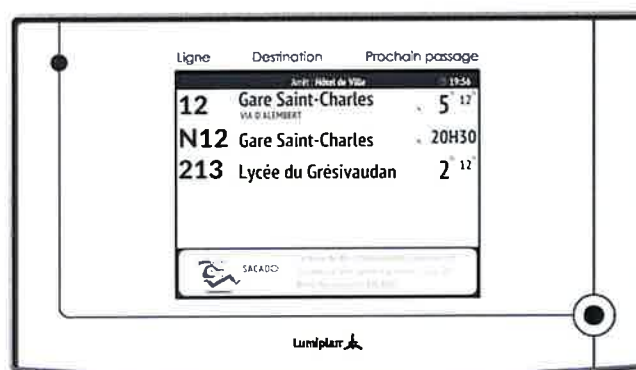 Ligne Destination Prochain passage
Arrêt : Hôtel de Ville 19:56
12 Gare Saint-Charles 5' 12'
VIA D'ALEMBERT
N12 Gare Saint-Charles 20H30
213 Lycée du Grésivaudan 2' 12'
SACADO
Lumiplan